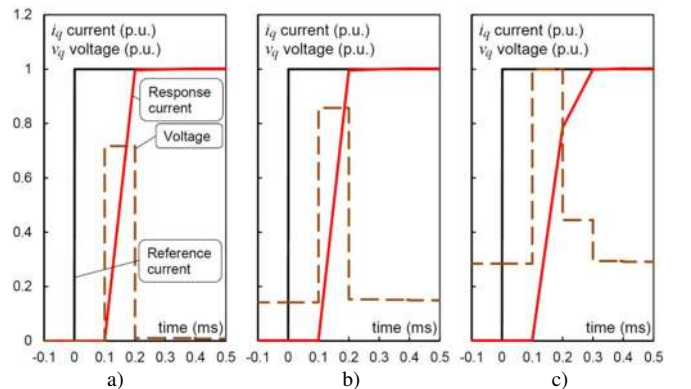 1.2
1
0.8
0.6
0.4
0.2
0
i_q current (p.u.)
v_q voltage (p.u.)
Response
current
Voltage
Reference
current
time (ms)
-0.1 0 0.1 0.2 0.3 0.4 0.5
a)
i_q current (p.u.)
v_q voltage (p.u.)
time (ms)
-0.1 0 0.1 0.2 0.3 0.4 0.5
b)
i_q current (p.u.)
v_q voltage (p.u.)
time (ms)
-0.1 0 0.1 0.2 0.3 0.4 0.5
c)